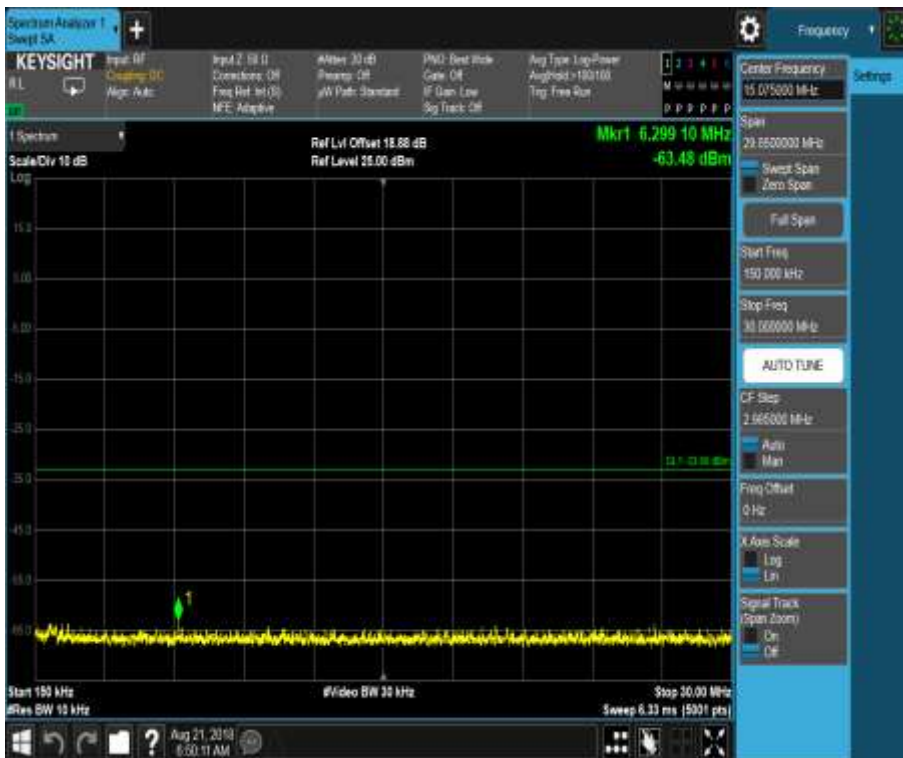 Spectrum Analyzer 1
Swept SA
Frequency
KEYSIGHT
Input: RF
Coupling: DC
Align: Auto
Input Z: 50 Ω
Corrections: Off
Freq Ref: Int (S)
NFE: Adaptive
Atten: 30 dB
Preamp: Off
µW Path: Standard
PNO: Best Wide
Gate: Off
IF Gain: Low
Sig Track: Off
Avg Type: Log-Power
Avg|Hold:>100/100
Trig: Free Run
1 2 3 4 5 6
M W W W W W
P P P P P P
1 Spectrum
Scale/Div 10 dB
Log
Ref Lvl Offset 18.88 dB
Ref Level 25.00 dBm
Mkr1 6.299 10 MHz
-63.48 dBm
15.0
5.00
-5.00
-15.0
-25.0
-35.0
-45.0
-55.0
-65.0
1
Start 150 kHz
#Res BW 10 kHz
#Video BW 30 kHz
Stop 30.00 MHz
Sweep 6.33 ms (5001 pts)
Aug 21, 2018
6:50:11 AM
Center Frequency
15.075000 MHz
Settings
Span
29.8500000 MHz
Swept Span
Zero Span
Full Span
Start Freq
150.000 kHz
Stop Freq
30.000000 MHz
AUTO TUNE
CF Step
2.985000 MHz
Auto
Man
Freq Offset
0 Hz
X Axis Scale
Log
Lin
Signal Track
(Span Zoom)
On
Off